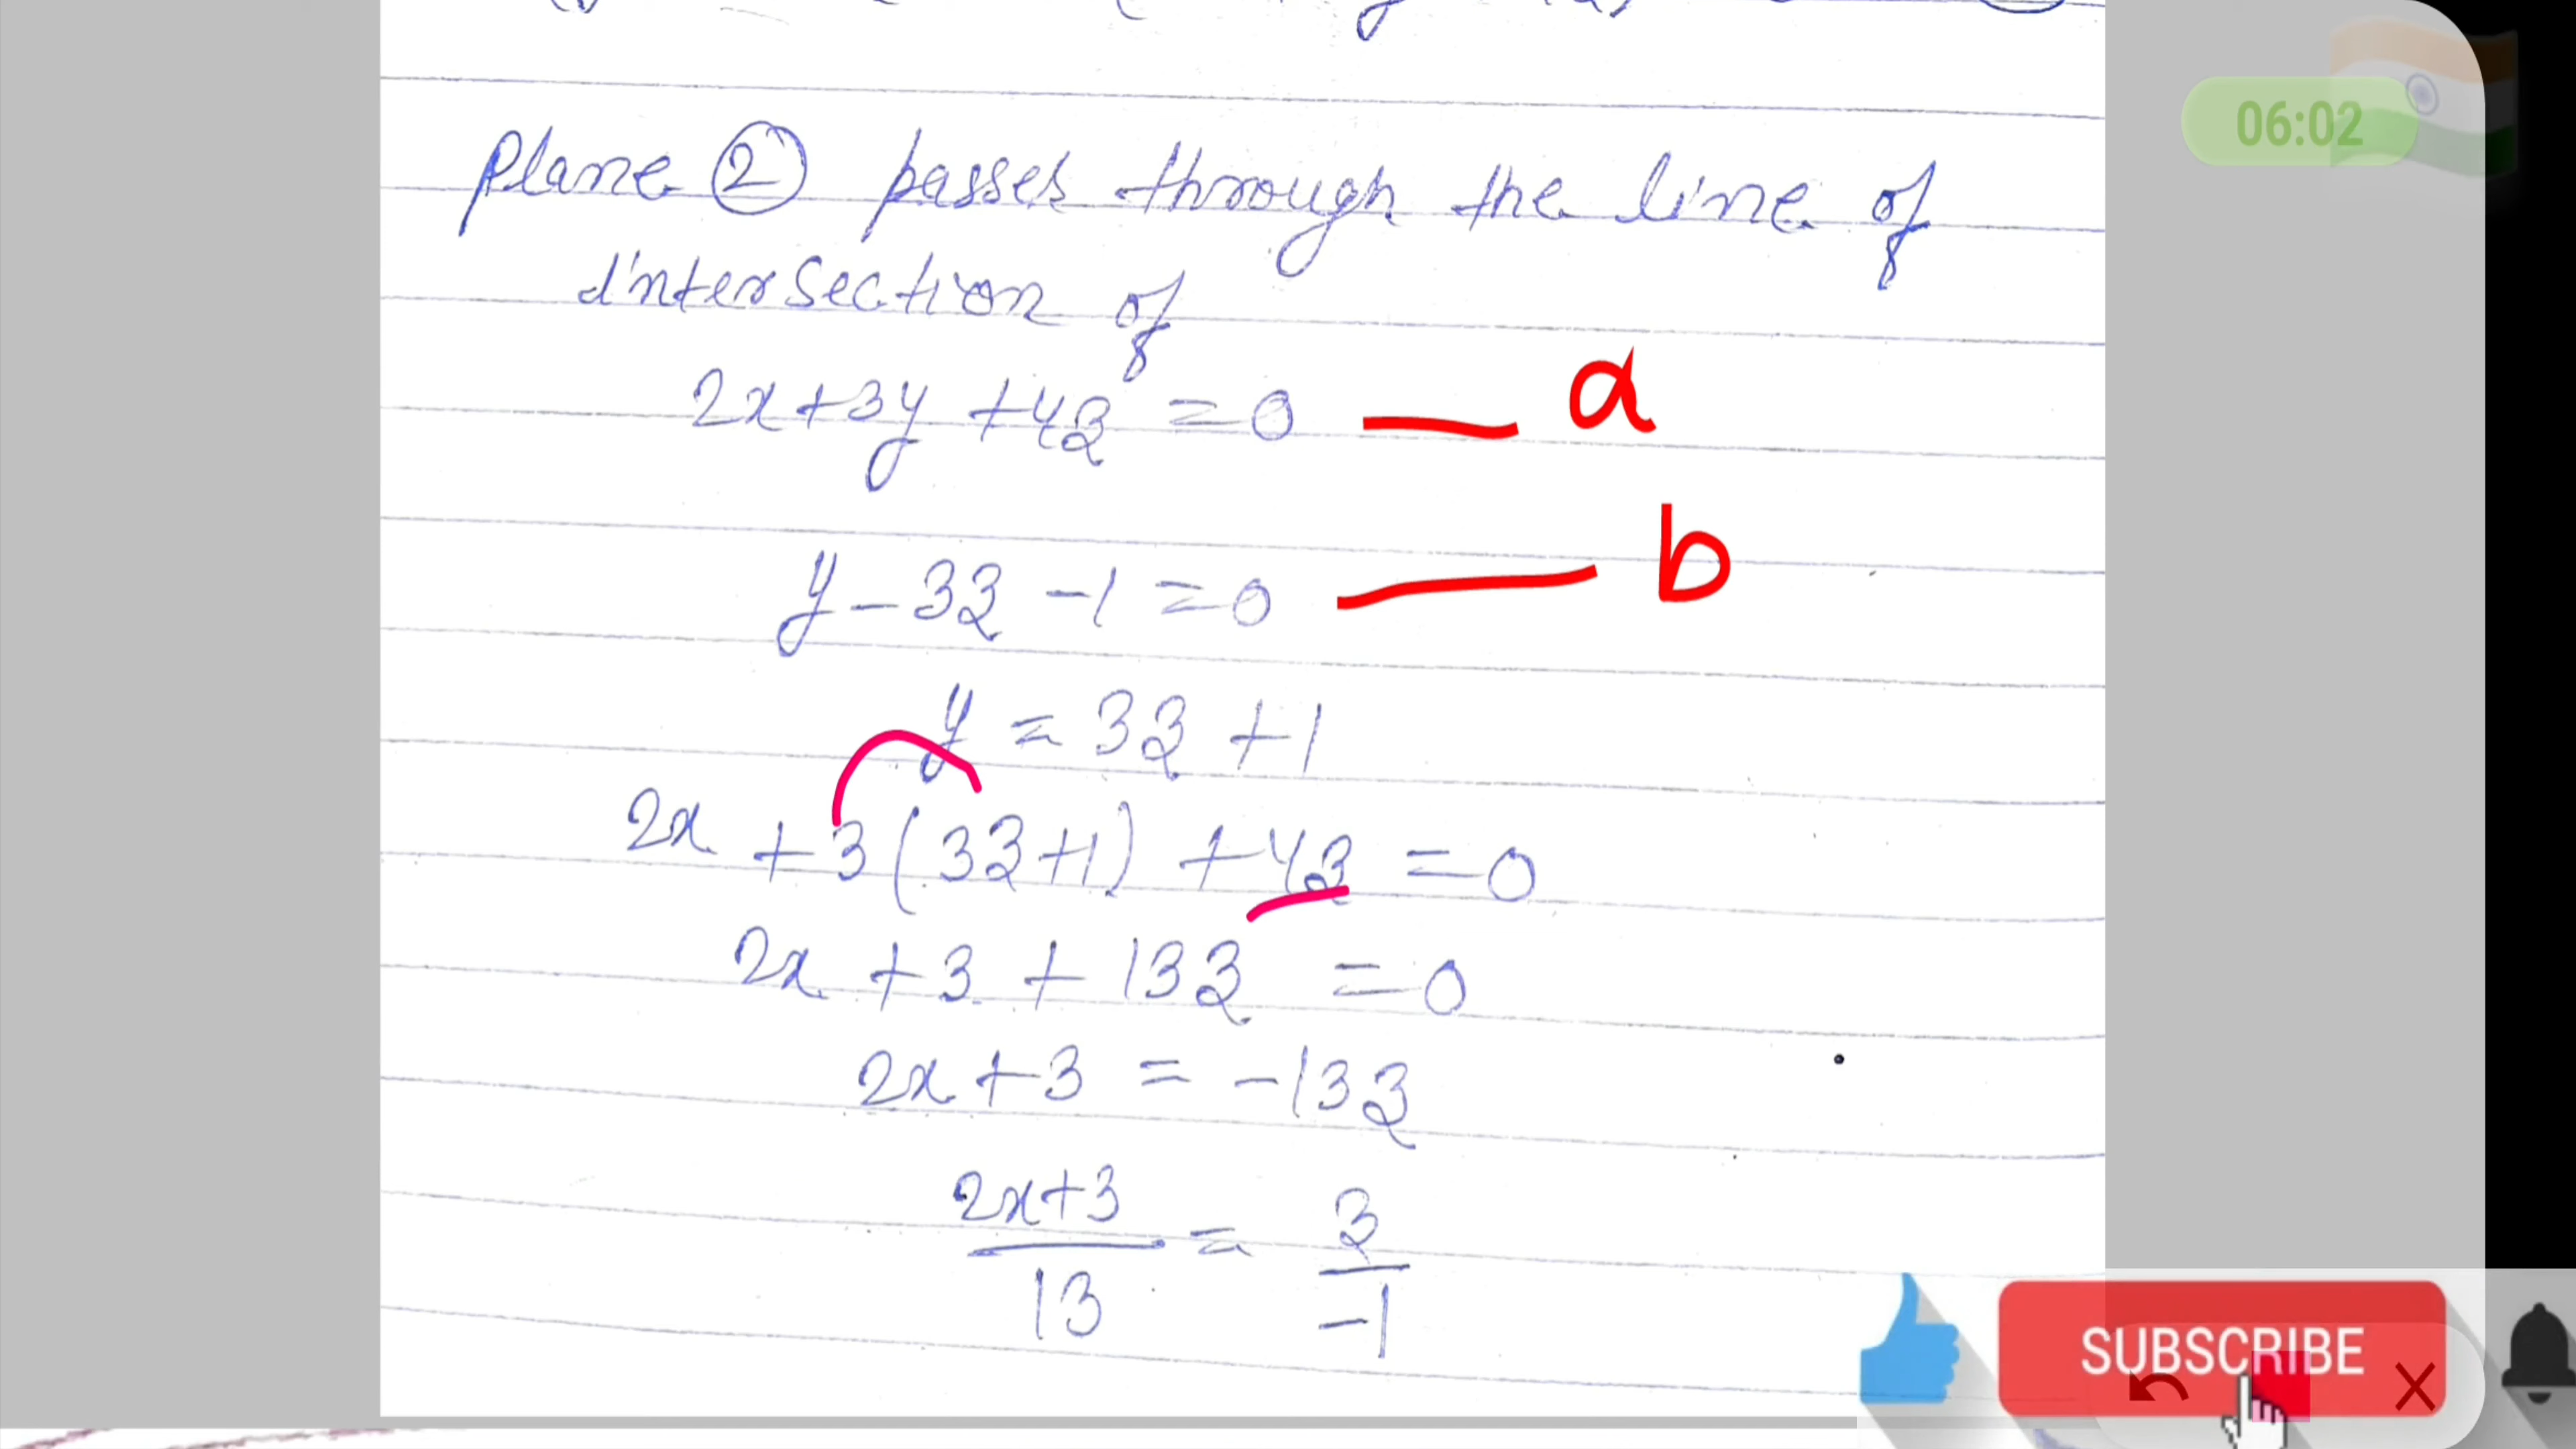 06:02
Plane ② passes through the line of
intersection of
2x+3y+4z=0 — a
y-3z-1=0 — b
y=3z+1
2x+3(3z+1)+4z=0
2x+3+13z=0
2x+3=-13z
2x+3/13 = z/-1
SUBSCRIBE